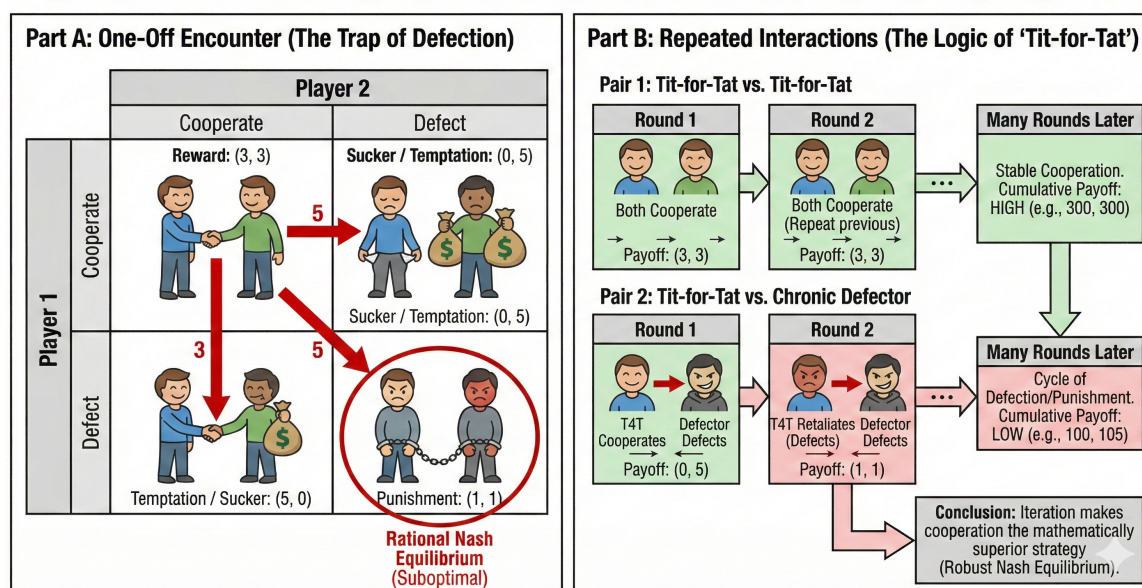 Part A: One-Off Encounter (The Trap of Defection)
Player 2
Cooperate
Defect
Player 1
Cooperate
Defect
Reward: (3, 3)
Sucker / Temptation: (0, 5)
5
$
$
Sucker / Temptation: (0, 5)
3
5
$
Temptation / Sucker: (5, 0)
Punishment: (1, 1)
Rational Nash
Equilibrium
(Suboptimal)
Part B: Repeated Interactions (The Logic of ‘Tit-for-Tat’)
Pair 1: Tit-for-Tat vs. Tit-for-Tat
Round 1
Both Cooperate
Payoff: (3, 3)
Round 2
Both Cooperate
(Repeat previous)
Payoff: (3, 3)
...
Many Rounds Later
Stable Cooperation.
Cumulative Payoff:
HIGH (e.g., 300, 300)
Pair 2: Tit-for-Tat vs. Chronic Defector
Round 1
T4T
Cooperates
Defector
Defects
Payoff: (0, 5)
Round 2
T4T Retaliates
(Defects)
Defector
Defects
Payoff: (1, 1)
...
Many Rounds Later
Cycle of
Defection/Punishment.
Cumulative Payoff:
LOW (e.g., 100, 105)
Conclusion: Iteration makes
cooperation the mathematically
superior strategy
(Robust Nash Equilibrium).